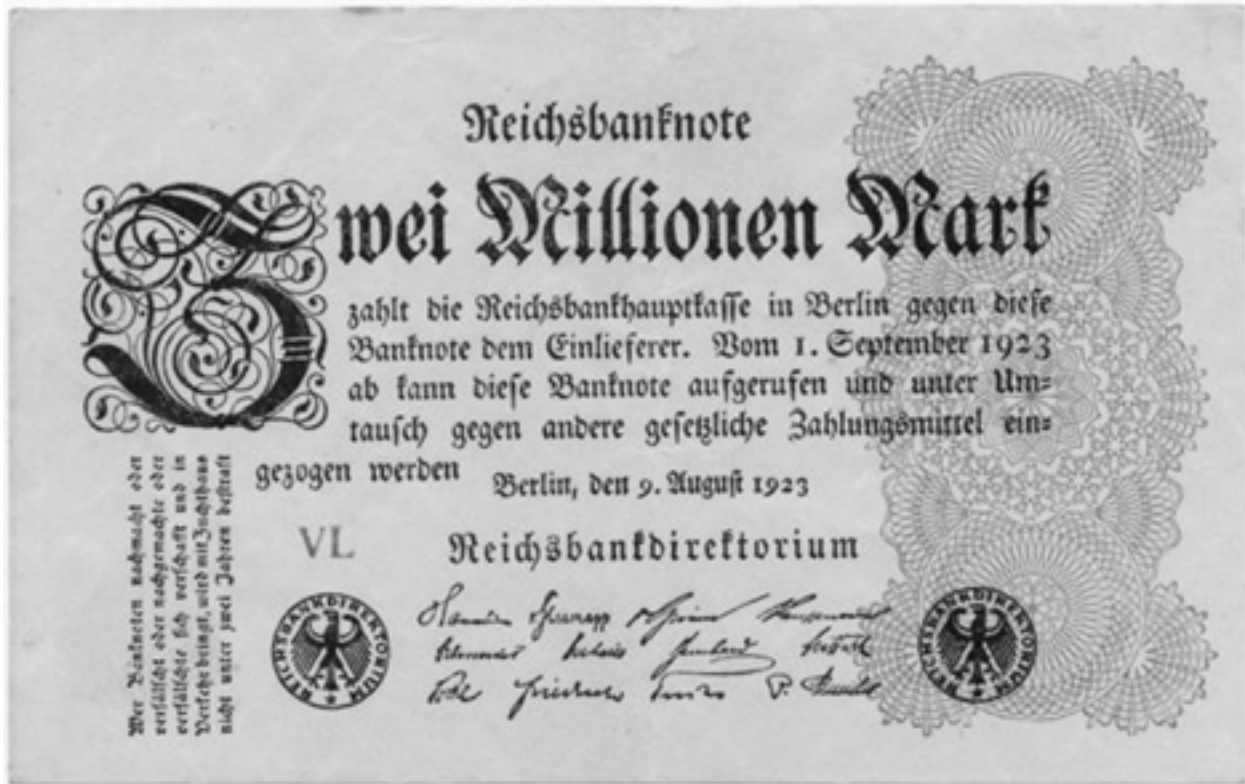 Reichsbanknote
Zwei Millionen Mark
zahlt die Reichsbankhauptkasse in Berlin gegen diese
Banknote dem Einlieferer. Vom 1. September 1923
ab kann diese Banknote aufgerufen und unter Um=
tausch gegen andere gesetzliche Zahlungsmittel ein=
gezogen werden
Berlin, den 9. August 1923
VL
Reichsbankdirektorium
REICHSBANKDIREKTORIUM
REICHSBANKDIREKTORIUM
Wer Banknoten nachmacht oder
verfälscht oder nachgemachte oder
verfälschte sich verschafft und in
Verkehr bringt, wird mit Zuchthaus
nicht unter zwei Jahren bestraft